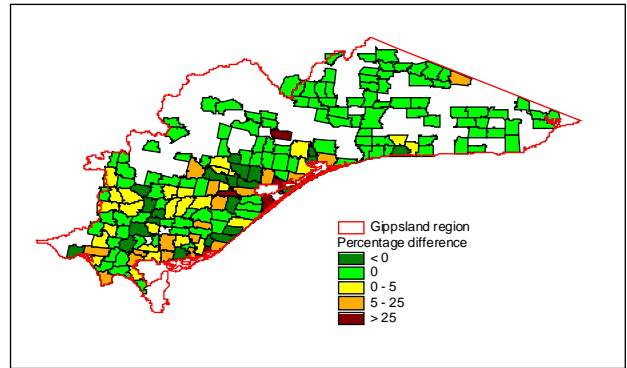 Gippsland region
Percentage difference
< 0
0
0 - 5
5 - 25
> 25